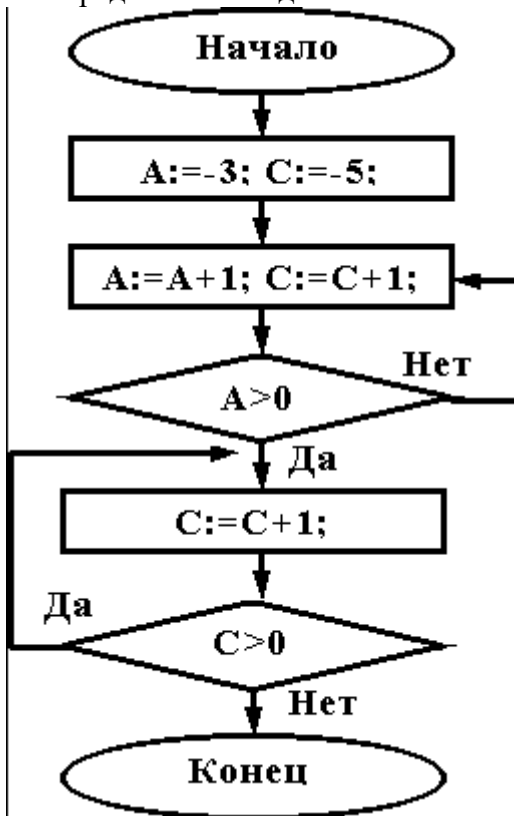 Начало
A:=-3; C:=-5;
A:=A+1; C:=C+1;
Нет
A>0
Да
C:=C+1;
Да
C>0
Нет
Конец